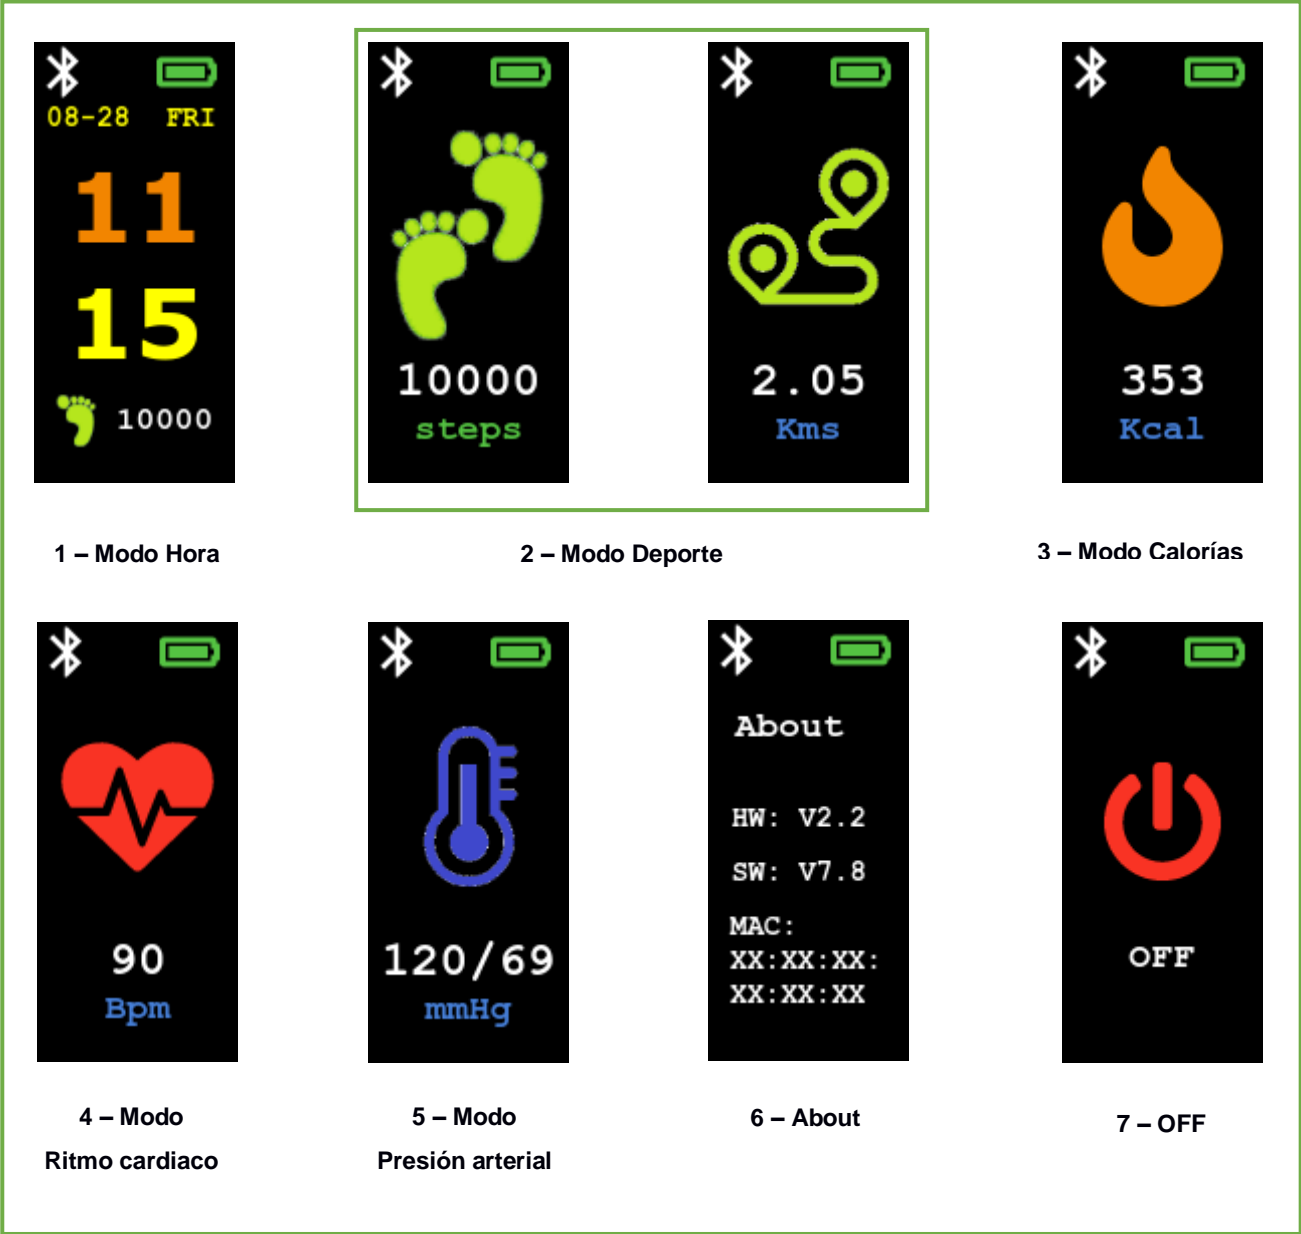 08-28 FRI
11
15
10000
10000
steps
2.05
Kms
353
Kcal
1 – Modo Hora
2 – Modo Deporte
3 – Modo Calorías
90
Bpm
120/69
mmHg
About
HW: V2.2
SW: V7.8
MAC:
XX:XX:XX:
XX:XX:XX
OFF
4 – Modo
Ritmo cardiaco
5 – Modo
Presión arterial
6 – About
7 – OFF